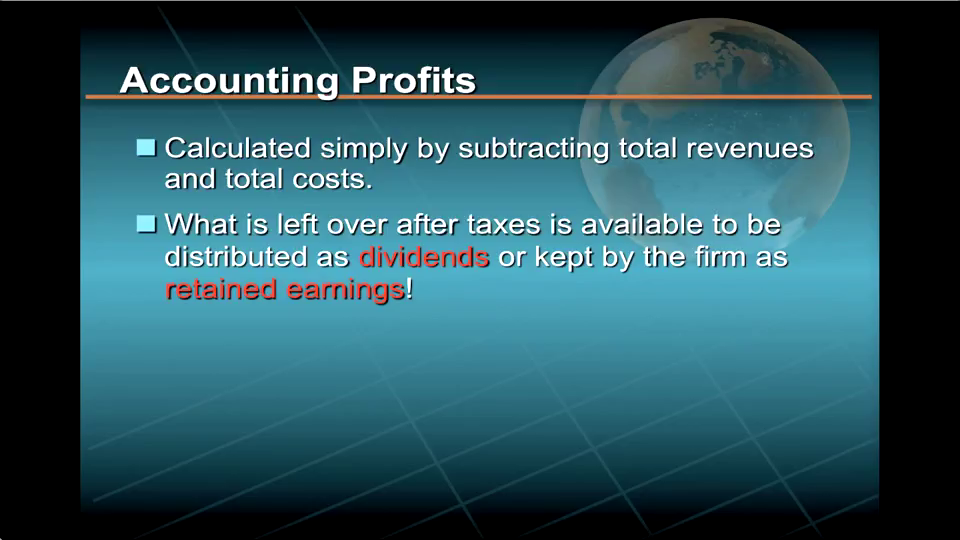 Accounting Profits
Calculated simply by subtracting total revenues
and total costs.
What is left over after taxes is available to be
distributed as dividends or kept by the firm as
retained earnings!